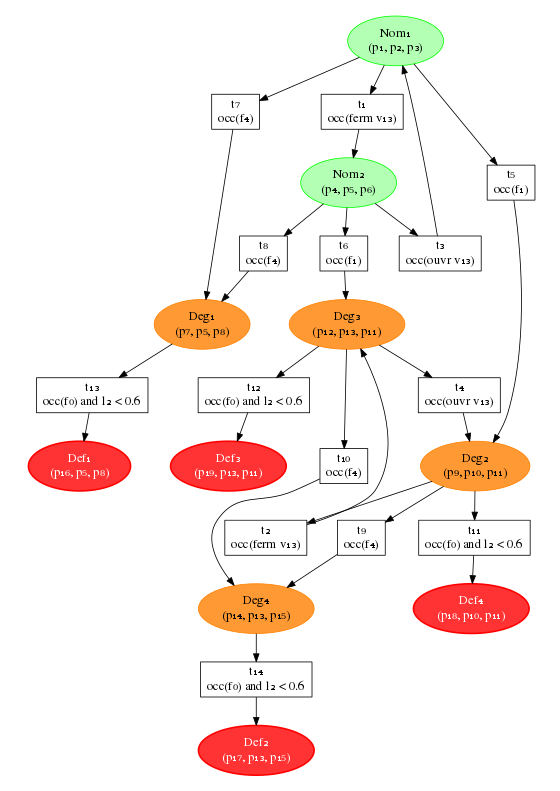 Nom₁
(p₁, p₂, p₃)
t₇
occ(f₄)
t₁
occ(ferm v₁₃)
t₅
occ(f₁)
Nom₂
(p₄, p₅, p₆)
t₈
occ(f₄)
t₆
occ(f₁)
t₃
occ(ouvr v₁₃)
Deg₁
(p₇, p₅, p₈)
Deg₃
(p₁₂, p₁₃, p₁₁)
t₁₃
occ(f₀) and l₂ < 0.6
t₁₂
occ(f₀) and l₂ < 0.6
t₄
occ(ouvr v₁₃)
Def₁
(p₁₆, p₅, p₈)
Def₃
(p₁₉, p₁₃, p₁₁)
t₁₀
occ(f₄)
Deg₂
(p₉, p₁₀, p₁₁)
t₂
occ(ferm v₁₃)
t₉
occ(f₄)
t₁₁
occ(f₀) and l₂ < 0.6
Deg₄
(p₁₄, p₁₃, p₁₅)
Def₄
(p₁₈, p₁₀, p₁₁)
t₁₄
occ(f₀) and l₂ < 0.6
Def₂
(p₁₇, p₁₃, p₁₅)